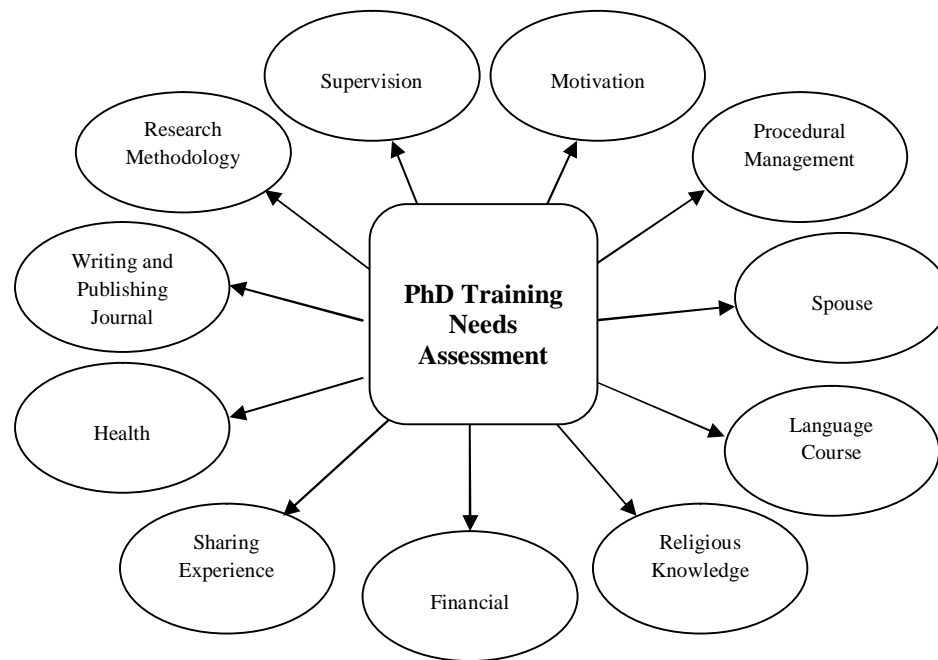 Supervision
Motivation
Research
Methodology
Procedural
Management
Writing and
Publishing
Journal
PhD Training
Needs
Assessment
Spouse
Health
Language
Course
Sharing
Experience
Financial
Religious
Knowledge